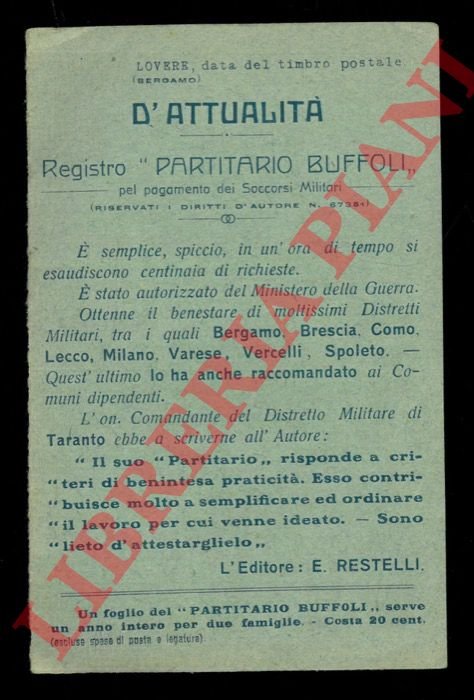 LOVERE, data del timbro postale
(BERGAMO)
D'ATTUALITÀ
Registro " PARTITARIO BUFFOLI „
pel pagamento dei Soccorsi Militari
(RISERVATI I DIRITTI D'AUTORE N. 67351)
È semplice, spiccio, in un'ora di tempo si
esaudiscono centinaia di richieste.
È stato autorizzato del Ministero della Guerra.
Ottenne il benestare di moltissimi Distretti
Militari, tra i quali Bergamo, Brescia, Como,
Lecco, Milano, Varese, Vercelli, Spoleto. —
Quest'ultimo lo ha anche raccomandato ai Co-
muni dipendenti.
L'on. Comandante del Distretto Militare di
Taranto ebbe a scriverne all'Autore:
" Il suo "Partitario„ risponde a cri-
"teri di benintesa praticità. Esso contri-
"buisce molto a semplificare ed ordinare
"il lavoro per cui venne ideato. — Sono
"lieto d'attestarglielo„
L'Editore: E. RESTELLI.
Un foglio del "PARTITARIO BUFFOLI„ serve
un anno intero per due famiglie. - Costa 20 cent.
(escluse spese di posta e legatura).
LIBRERIA PIANI